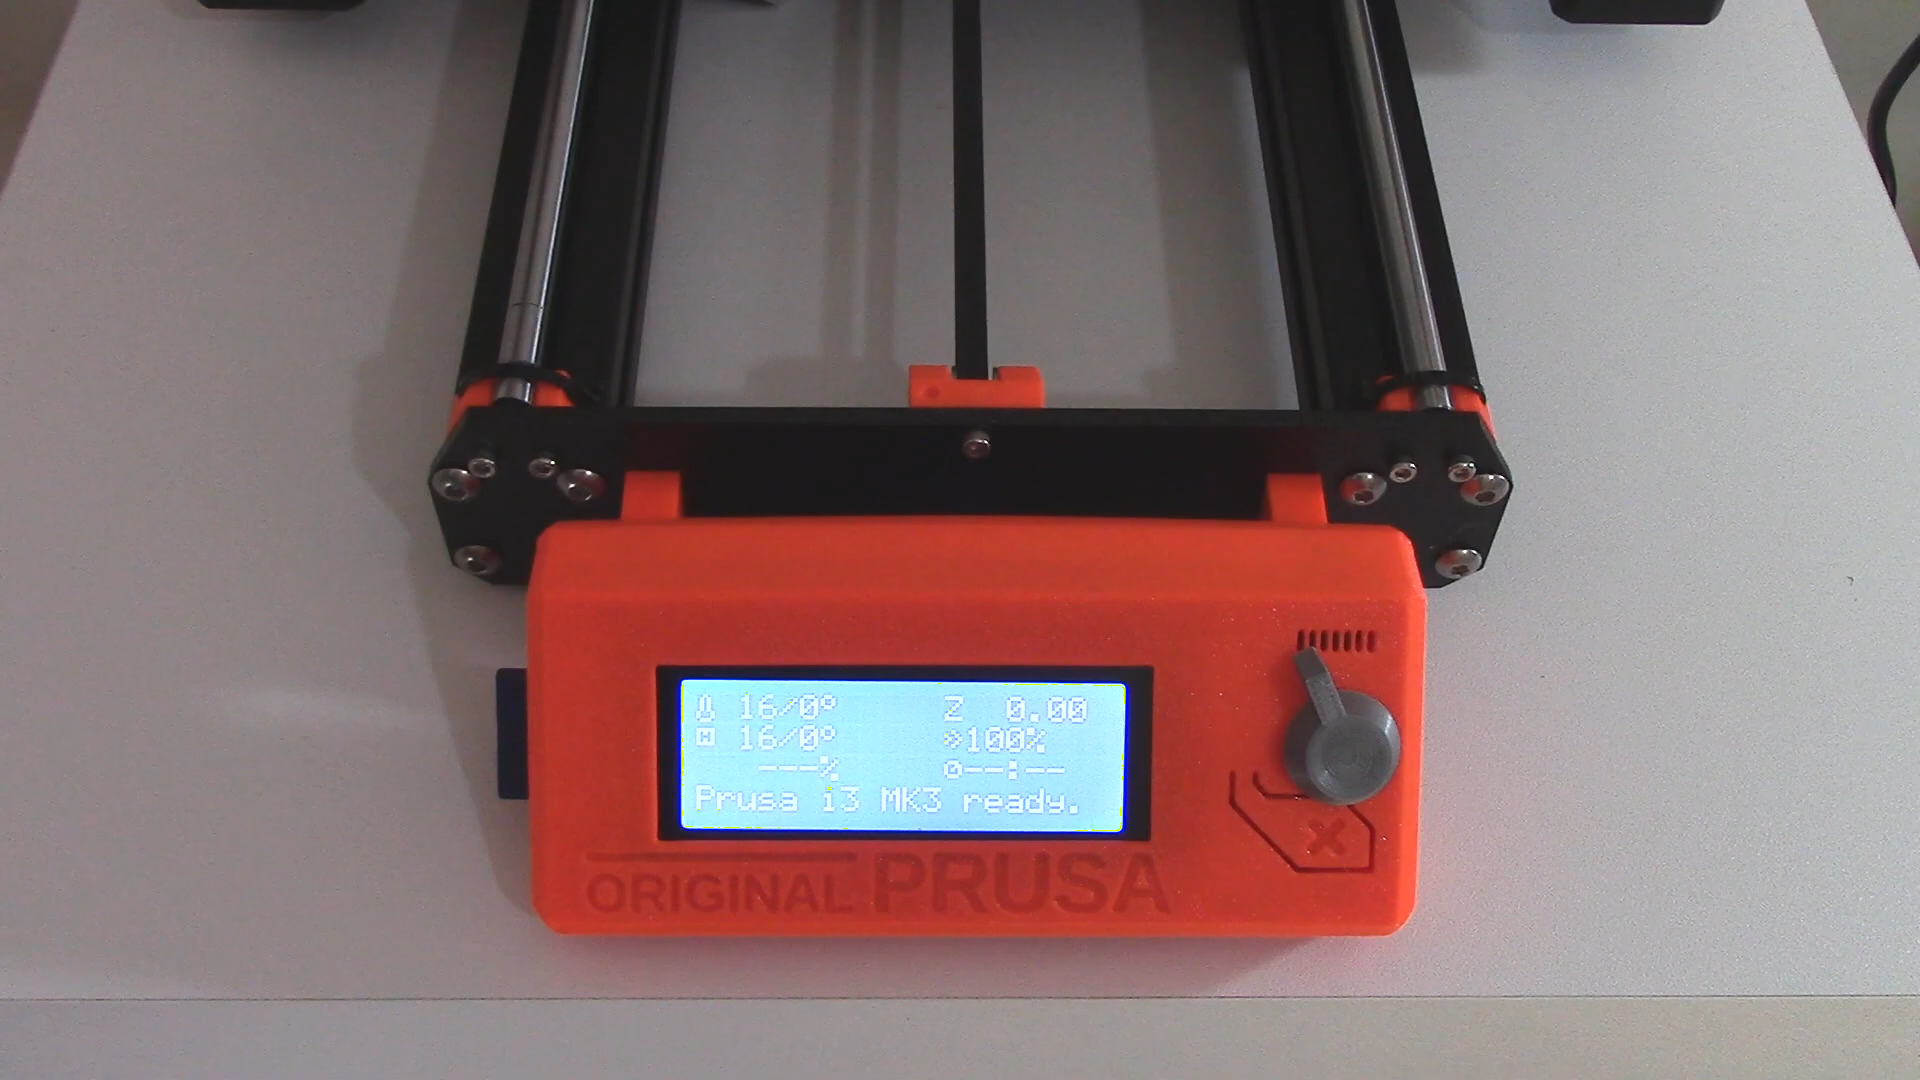 16/0° Z 0.00
16/0° 100%
---% --:--
Prusa i3 MK3 ready.
ORIGINAL PRUSA